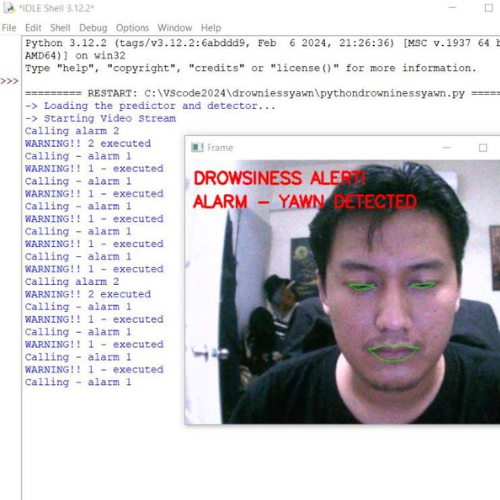 *IDLE Shell 3.12.2*
File Edit Shell Debug Options Window Help
Python 3.12.2 (tags/v3.12.2:6abddd9, Feb 6 2024, 21:26:36) [MSC v.1937 64 b
AMD64)] on win32
Type "help", "copyright", "credits" or "license()" for more information.
>>>
========= RESTART: C:\VScode2024\drowniessyawn\pythondrowninessyawn.py =====
-> Loading the predictor and detector...
-> Starting Video Stream
Calling alarm 2
WARNING!! 2 executed
Calling - alarm 1
WARNING!! 1 - executed
Calling - alarm 1
WARNING!! 1 - executed
Calling - alarm 1
WARNING!! 1 - executed
Calling - alarm 1
WARNING!! 1 - executed
Calling - alarm 1
WARNING!! 1 - executed
Calling alarm 2
WARNING!! 2 executed
Calling - alarm 1
WARNING!! 1 - executed
Calling - alarm 1
WARNING!! 1 - executed
Calling - alarm 1
WARNING!! 1 - executed
Calling - alarm 1
Frame
DROWSINESS ALERT!
ALARM - YAWN DETECTED